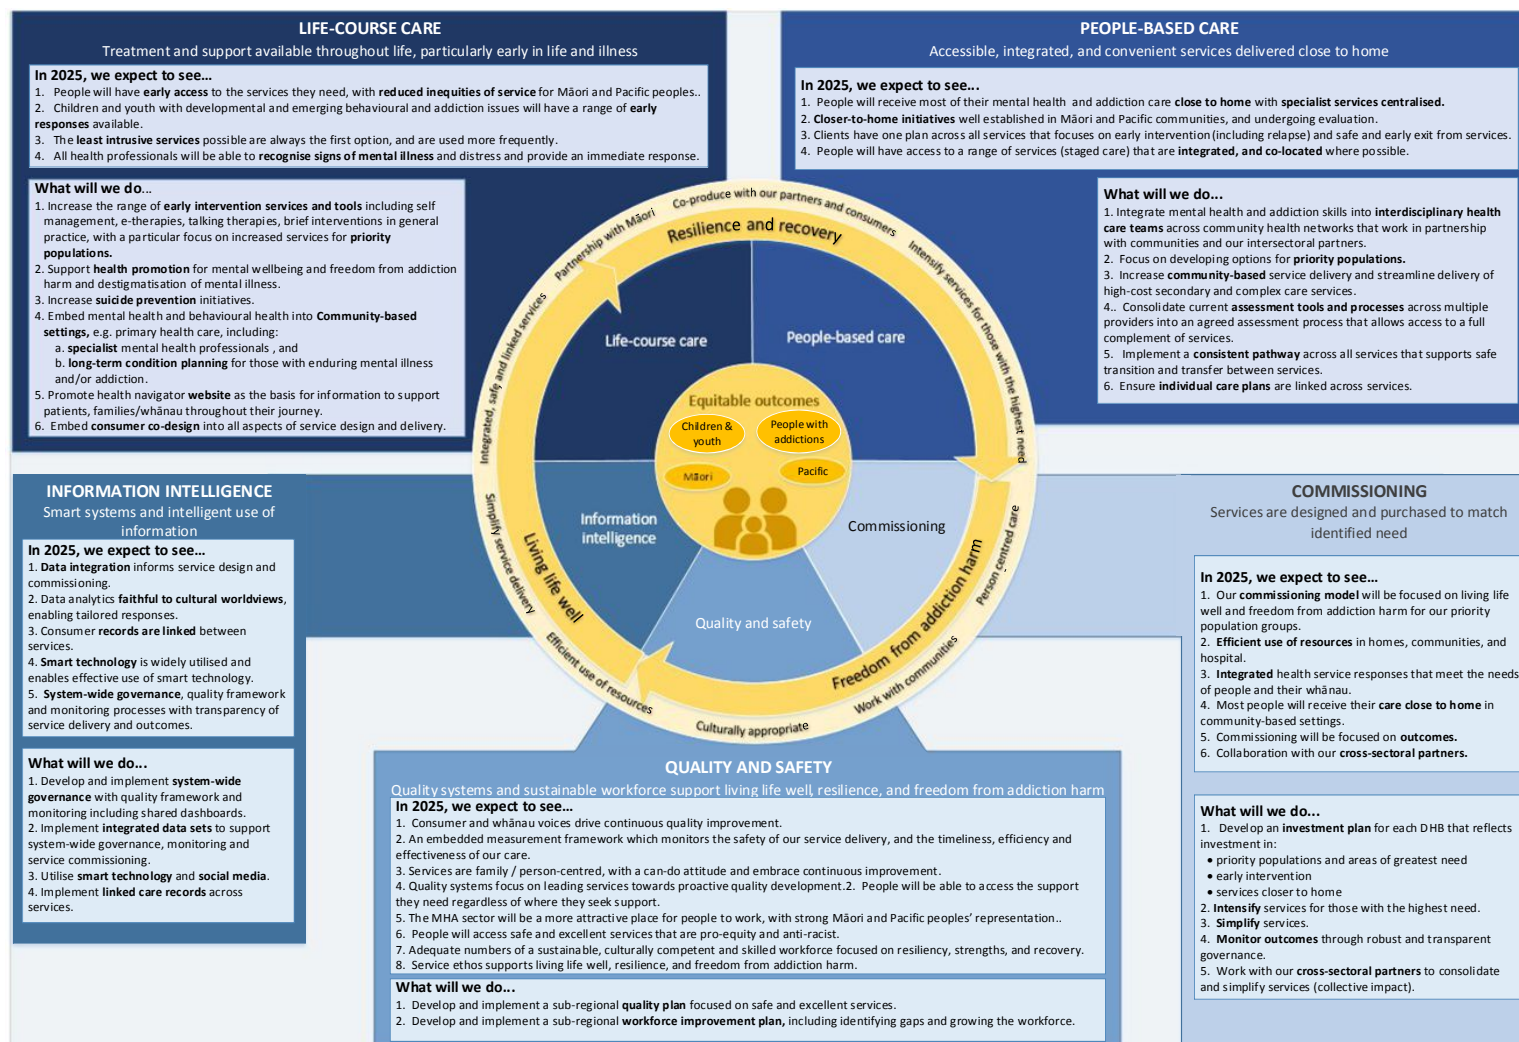 LIFE-COURSE CARE
Treatment and support available throughout life, particularly early in life and illness
In 2025, we expect to see...
1. People will have early access to the services they need, with reduced inequities of service for Māori and Pacific peoples..
2. Children and youth with developmental and emerging behavioural and addiction issues will have a range of early
responses available.
3. The least intrusive services possible are always the first option, and are used more frequently.
4. All health professionals will be able to recognise signs of mental illness and distress and provide an immediate response.
What will we do...
1. Increase the range of early intervention services and tools including self
management, e-therapies, talking therapies, brief interventions in general
practice, with a particular focus on increased services for priority
populations.
2. Support health promotion for mental wellbeing and freedom from addiction
harm and destigmatisation of mental illness.
3. Increase suicide prevention initiatives.
4. Embed mental health and behavioural health into Community-based
settings, e.g. primary health care, including:
a. specialist mental health professionals , and
b. long-term condition planning for those with enduring mental illness
and/or addiction.
5. Promote health navigator website as the basis for information to support
patients, families/whānau throughout their journey.
6. Embed consumer co-design into all aspects of service design and delivery.
PEOPLE-BASED CARE
Accessible, integrated, and convenient services delivered close to home
In 2025, we expect to see...
1. People will receive most of their mental health and addiction care close to home with specialist services centralised.
2. Closer-to-home initiatives well established in Māori and Pacific communities, and undergoing evaluation.
3. Clients have one plan across all services that focuses on early intervention (including relapse) and safe and early exit from services.
4. People will have access to a range of services (staged care) that are integrated, and co-located where possible.
What will we do...
1. Integrate mental health and addiction skills into interdisciplinary health
care teams across community health networks that work in partnership
with communities and our intersectoral partners.
2. Focus on developing options for priority populations.
3. Increase community-based service delivery and streamline delivery of
high-cost secondary and complex care services.
4.. Consolidate current assessment tools and processes across multiple
providers into an agreed assessment process that allows access to a full
complement of services.
5. Implement a consistent pathway across all services that supports safe
transition and transfer between services.
6. Ensure individual care plans are linked across services.
Partnership with Māori
Co-produce with our partners and consumers
Intensify services for those with the highest need
Person centred care
Work with communities
Culturally appropriate
Efficient use of resources
Simplify service delivery
Integrated, safe, and linked services
Resilience and recovery
Freedom from addiction harm
Living life well
Life-course care
People-based care
Commissioning
Quality and safety
Information
intelligence
Equitable outcomes
Children &
youth
People with
addictions
Māori
Pacific
INFORMATION INTELLIGENCE
Smart systems and intelligent use of
information
In 2025, we expect to see...
1. Data integration informs service design and
commissioning.
2. Data analytics faithful to cultural worldviews,
enabling tailored responses.
3. Consumer records are linked between
services.
4. Smart technology is widely utilised and
enables effective use of smart technology.
5. System-wide governance, quality framework
and monitoring processes with transparency of
service delivery and outcomes.
What will we do...
1. Develop and implement system-wide
governance with quality framework and
monitoring including shared dashboards.
2. Implement integrated data sets to support
system-wide governance, monitoring and
service commissioning.
3. Utilise smart technology and social media.
4. Implement linked care records across
services.
QUALITY AND SAFETY
Quality systems and sustainable workforce support living life well, resilience, and freedom from addiction harm
In 2025, we expect to see...
1. Consumer and whānau voices drive continuous quality improvement.
2. An embedded measurement framework which monitors the safety of our service delivery, and the timeliness, efficiency and
effectiveness of our care.
3. Services are family / person-centred, with a can-do attitude and embrace continuous improvement.
4. Quality systems focus on leading services towards proactive quality development.2. People will be able to access the support
they need regardless of where they seek support.
5. The MHA sector will be a more attractive place for people to work, with strong Māori and Pacific peoples' representation..
6. People will access safe and excellent services that are pro-equity and anti-racist.
7. Adequate numbers of a sustainable, culturally competent and skilled workforce focused on resiliency, strengths, and recovery.
8. Service ethos supports living life well, resilience, and freedom from addiction harm.
What will we do...
1. Develop and implement a sub-regional quality plan focused on safe and excellent services.
2. Develop and implement a sub-regional workforce improvement plan, including identifying gaps and growing the workforce.
COMMISSIONING
Services are designed and purchased to match
identified need
In 2025, we expect to see...
1. Our commissioning model will be focused on living life
well and freedom from addiction harm for our priority
population groups.
2. Efficient use of resources in homes, communities, and
hospital.
3. Integrated health service responses that meet the needs
of people and their whānau.
4. Most people will receive their care close to home in
community-based settings.
5. Commissioning will be focused on outcomes.
6. Collaboration with our cross-sectoral partners.
What will we do...
1. Develop an investment plan for each DHB that reflects
investment in:
• priority populations and areas of greatest need
• early intervention
• services closer to home
2. Intensify services for those with the highest need.
3. Simplify services.
4. Monitor outcomes through robust and transparent
governance.
5. Work with our cross-sectoral partners to consolidate
and simplify services (collective impact).